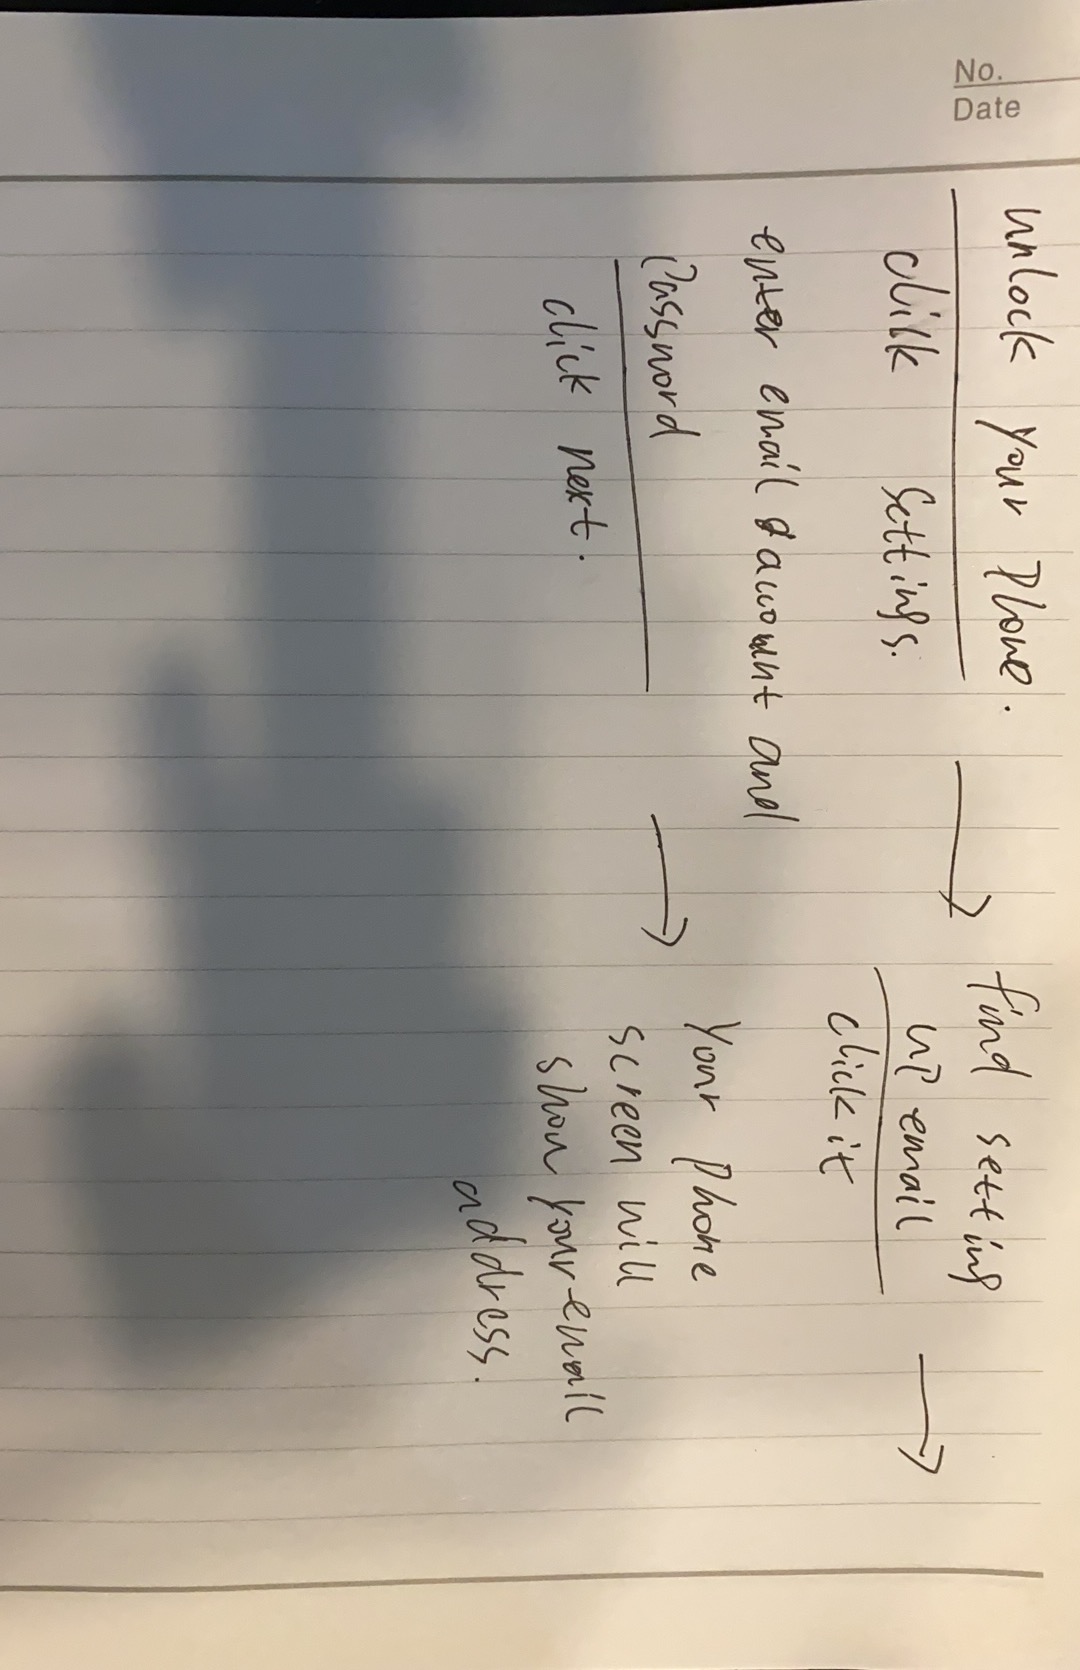 No.
Date
unlock your phone.
clilk settings.
find setting
up email
click it
enter email & account and
password
click next.
your phone
screen will
show your email
address.